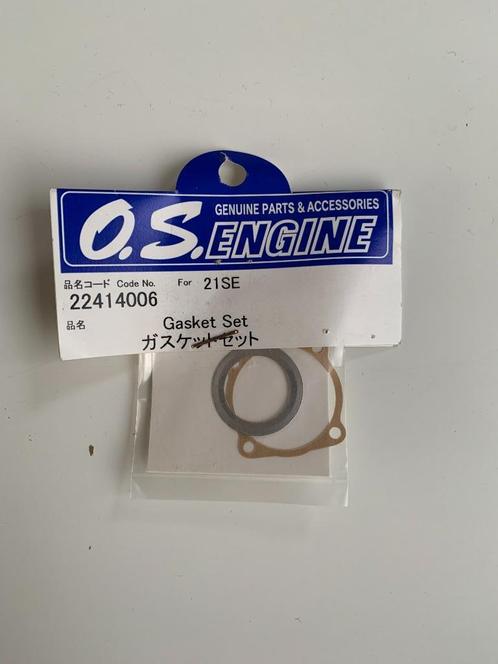 GENUINE PARTS & ACCESSORIES
O.S.ENGINE
品名コード Code No. For 21SE
22414006
品名 Gasket Set
ガスケットセット